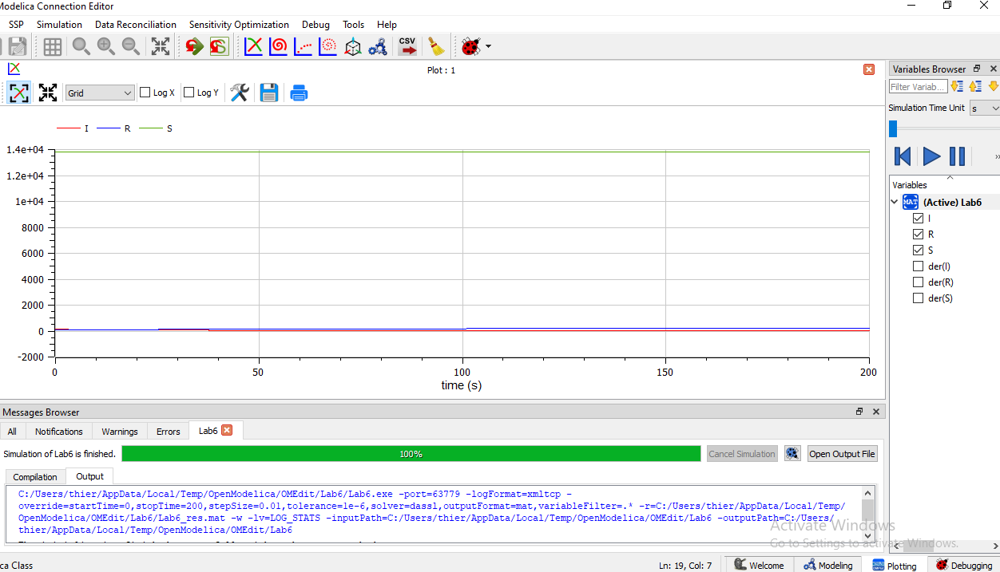 Modelica Connection Editor
SSP Simulation Data Reconciliation Sensitivity Optimization Debug Tools Help
CSV
Plot : 1
Variables Browser
Grid Log X Log Y
Filter Variab...
Simulation Time Unit s
I R S
1.4e+04
1.2e+04
1e+04
8000
6000
4000
2000
0
-2000
0 50 100 150 200
time (s)
»
Variables
MAT (Active) Lab6
I
R
S
der(I)
der(R)
der(S)
Messages Browser
All Notifications Warnings Errors Lab6
Simulation of Lab6 is finished. 100% Cancel Simulation Open Output File
Compilation Output
C:/Users/thier/AppData/Local/Temp/OpenModelica/OMEdit/Lab6/Lab6.exe -port=63779 -logFormat=xmltcp -
override=startTime=0,stopTime=200,stepSize=0.01,tolerance=1e-6,solver=dassl,outputFormat=mat,variableFilter=.* -r=C:/Users/thier/AppData/Local/Temp/
OpenModelica/OMEdit/Lab6/Lab6_res.mat -w -lv=LOG_STATS -inputPath=C:/Users/thier/AppData/Local/Temp/OpenModelica/OMEdit/Lab6 -outputPath=C:/Users/
thier/AppData/Local/Temp/OpenModelica/OMEdit/Lab6
Activate Windows
Go to Settings to activate Windows.
ca Class Ln: 19, Col: 7 Welcome Modeling Plotting Debugging